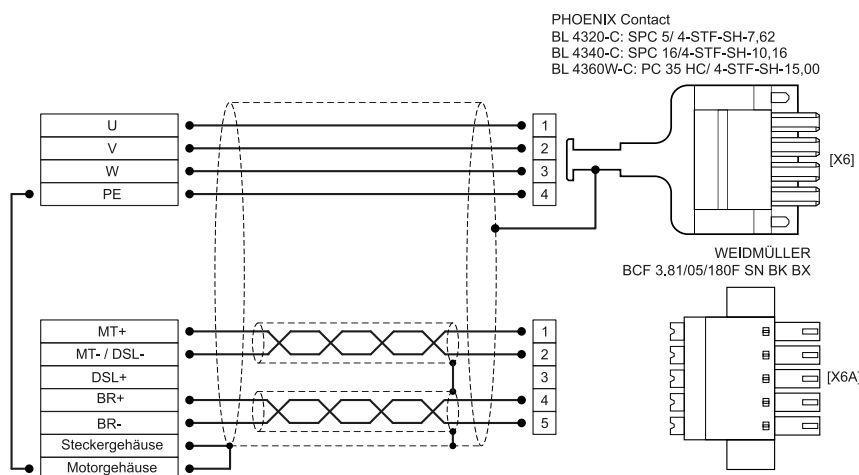 PHOENIX Contact
BL 4320-C: SPC 5/ 4-STF-SH-7,62
BL 4340-C: SPC 16/4-STF-SH-10,16
BL 4360W-C: PC 35 HC/ 4-STF-SH-15,00
U 1
V 2
W 3
PE 4
[X6]
WEIDMÜLLER
BCF 3.81/05/180F SN BK BX
MT+ 1
MT- / DSL- 2
DSL+ 3
BR+ 4
BR- 5
Steckergehäuse
Motorgehäuse
[X6A]